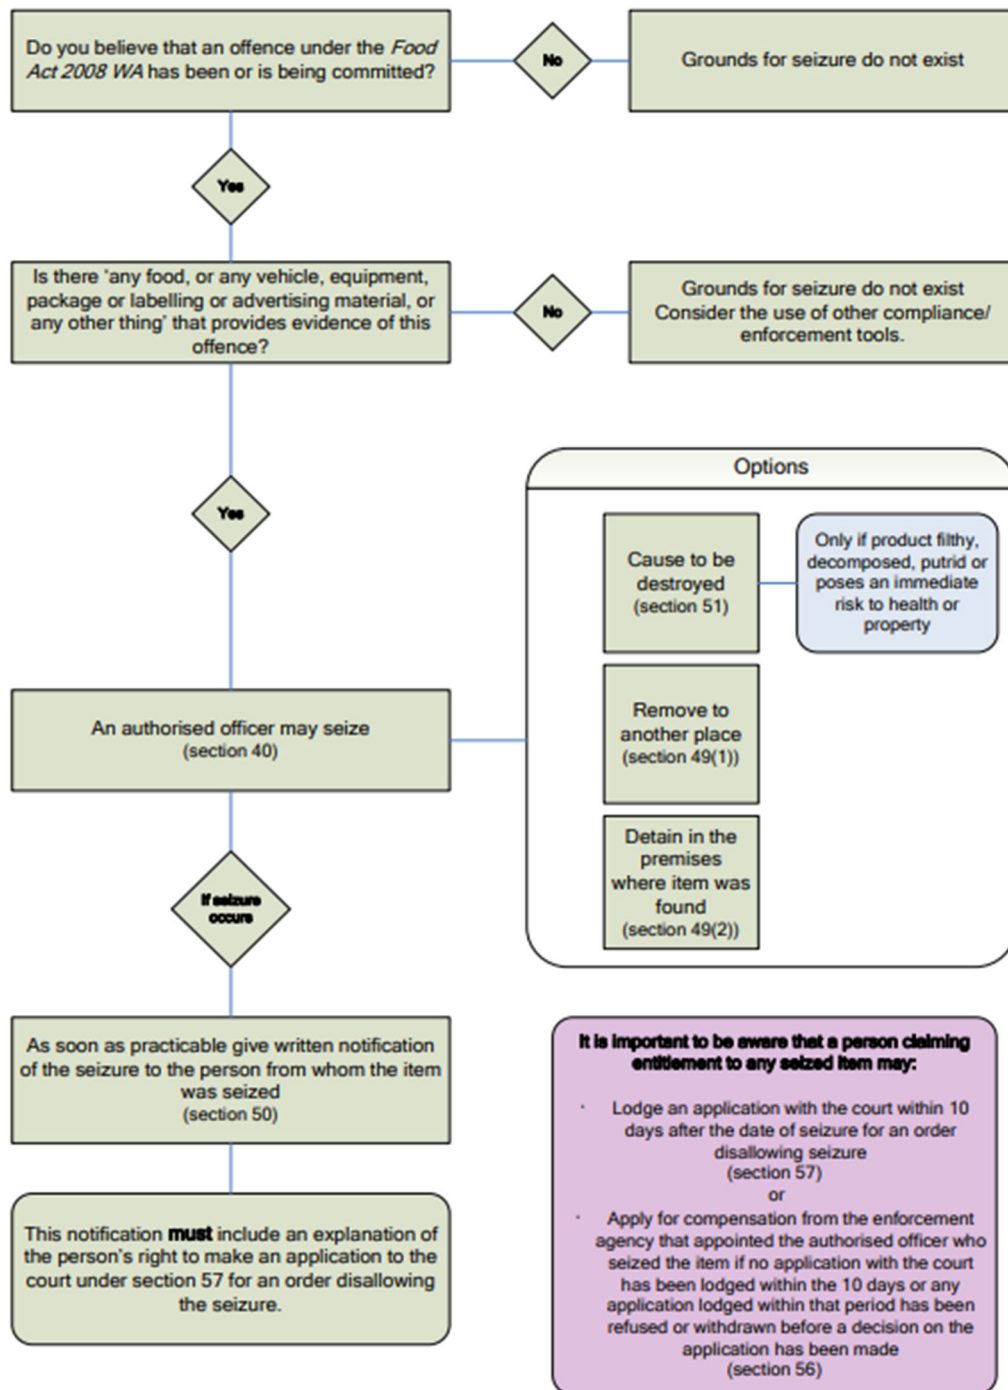 Do you believe that an offence under the Food
Act 2008 WA has been or is being committed?
No
Grounds for seizure do not exist
Yes
Is there 'any food, or any vehicle, equipment,
package or labelling or advertising material, or
any other thing' that provides evidence of this
offence?
No
Grounds for seizure do not exist
Consider the use of other compliance/
enforcement tools.
Yes
An authorised officer may seize
(section 40)
Options
Cause to be
destroyed
(section 51)
Only if product filthy,
decomposed, putrid or
poses an immediate
risk to health or
property
Remove to
another place
(section 49(1))
Detain in the
premises
where item was
found
(section 49(2))
If seizure
occurs
As soon as practicable give written notification
of the seizure to the person from whom the item
was seized
(section 50)
This notification must include an explanation of
the person's right to make an application to the
court under section 57 for an order disallowing
the seizure.
It is important to be aware that a person claiming
entitlement to any seized item may:
· Lodge an application with the court within 10
days after the date of seizure for an order
disallowing seizure
(section 57)
or
· Apply for compensation from the enforcement
agency that appointed the authorised officer who
seized the item if no application with the court
has been lodged within the 10 days or any
application lodged within that period has been
refused or withdrawn before a decision on the
application has been made
(section 56)